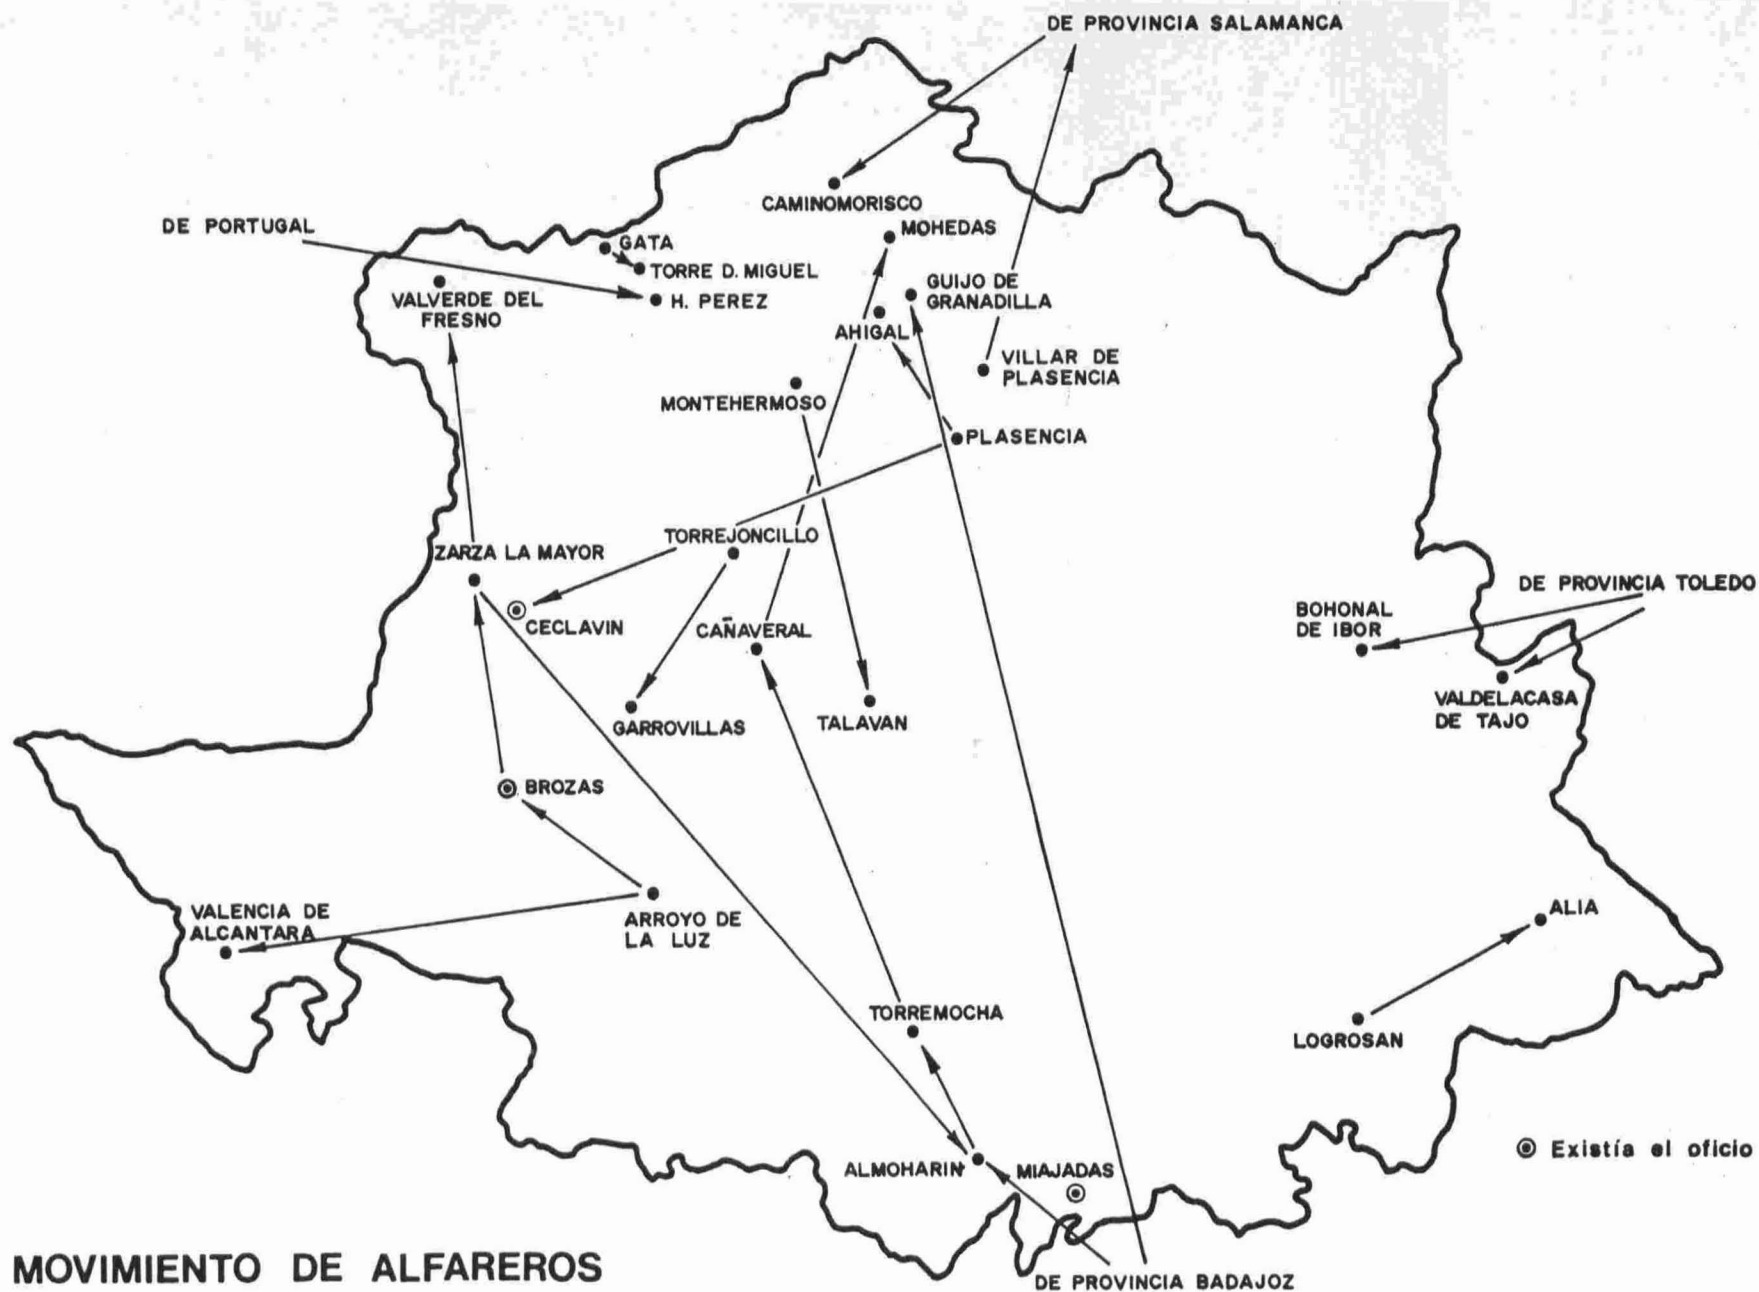 DE PROVINCIA SALAMANCA
CAMINOMORISCO
MOHEDAS
DE PORTUGAL
GATA
TORRE D. MIGUEL
H. PEREZ
VALVERDE DEL
FRESNO
GUIJO DE
GRANADILLA
AHIGAL
VILLAR DE
PLASENCIA
MONTEHERMOSO
PLASENCIA
TORREJONCILLO
ZARZA LA MAYOR
CECLAVIN
CAÑAVERAL
DE PROVINCIA TOLEDO
BOHONAL
DE IBOR
VALDELACASA
DE TAJO
GARROVILLAS
TALAVAN
BROZAS
VALENCIA DE
ALCANTARA
ARROYO DE
LA LUZ
ALIA
TORREMOCHA
LOGROSAN
Existía el oficio
ALMOHARIN
MIAJADAS
MOVIMIENTO DE ALFAREROS
DE PROVINCIA BADAJOZ